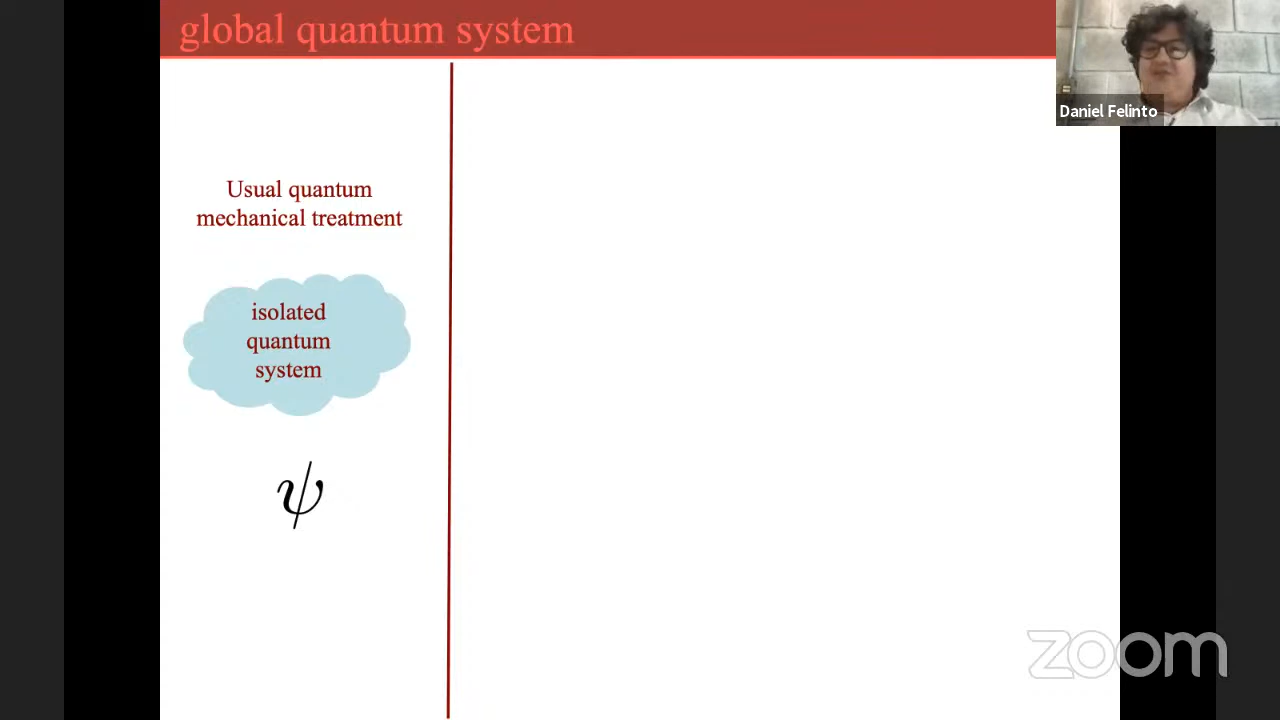 global quantum system
Daniel Felinto
Usual quantum
mechanical treatment
isolated
quantum
system
ψ
zoom